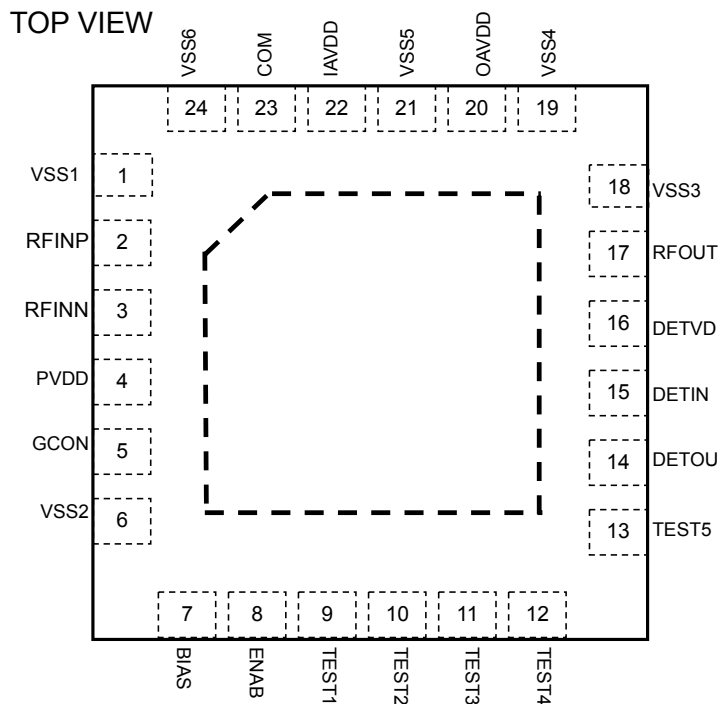 TOP VIEW
VSS6 COM IAVDD VSS5 OAVDD VSS4
24 23 22 21 20 19
VSS1 1
RFINP 2
RFINN 3
PVDD 4
GCON 5
VSS2 6
18 VSS3
17 RFOUT
16 DETVD
15 DETIN
14 DETOU
13 TEST5
7 8 9 10 11 12
BIAS ENAB TEST1 TEST2 TEST3 TEST4